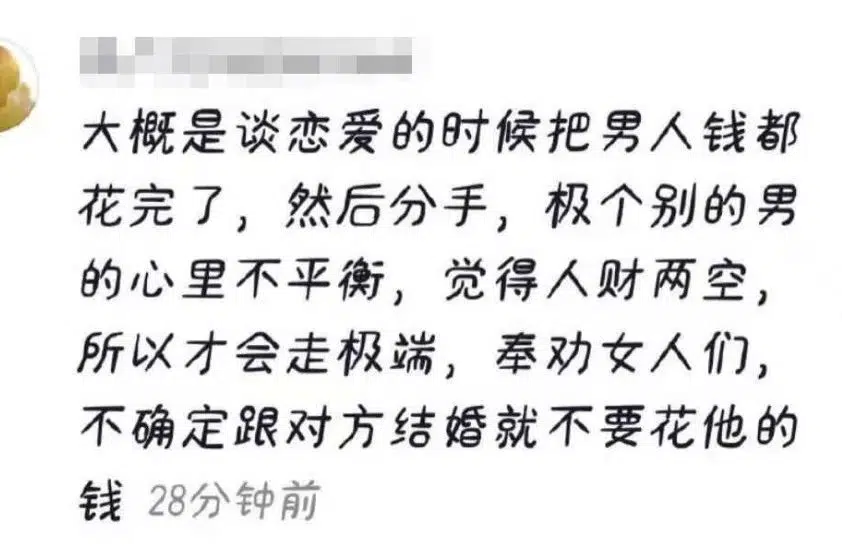 大概是谈恋爱的时候把男人钱都
花完了，然后分手，极个别的男
的心里不平衡，觉得人财两空，
所以才会走极端，奉劝女人们，
不确定跟对方结婚就不要花他的
钱 28分钟前